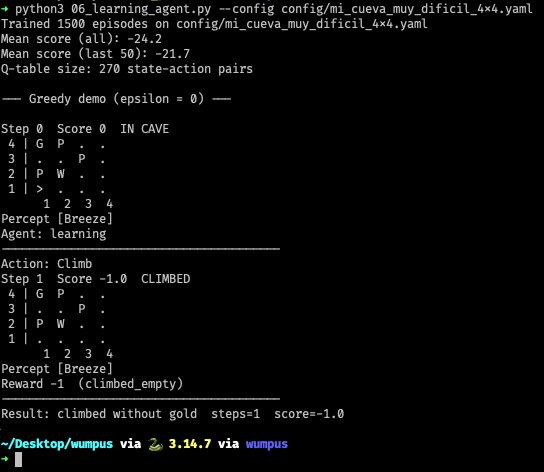 ➜ python3 06_learning_agent.py --config config/mi_cueva_muy_dificil_4×4.yaml
Trained 1500 episodes on config/mi_cueva_muy_dificil_4×4.yaml
Mean score (all): -24.2
Mean score (last 50): -21.7
Q-table size: 270 state-action pairs
--- Greedy demo (epsilon = 0) ---
Step 0 Score 0 IN CAVE
4 | G P . .
3 | . . P .
2 | P W . .
1 | > . . .
1 2 3 4
Percept [Breeze]
Agent: learning
----------------------------------------
Action: Climb
Step 1 Score -1.0 CLIMBED
4 | G P . .
3 | . . P .
2 | P W . .
1 | . . . .
1 2 3 4
Percept [Breeze]
Reward -1 (climbed_empty)
----------------------------------------
Result: climbed without gold steps=1 score=-1.0
~/Desktop/wumpus via 🐍 3.14.7 via wumpus
➜